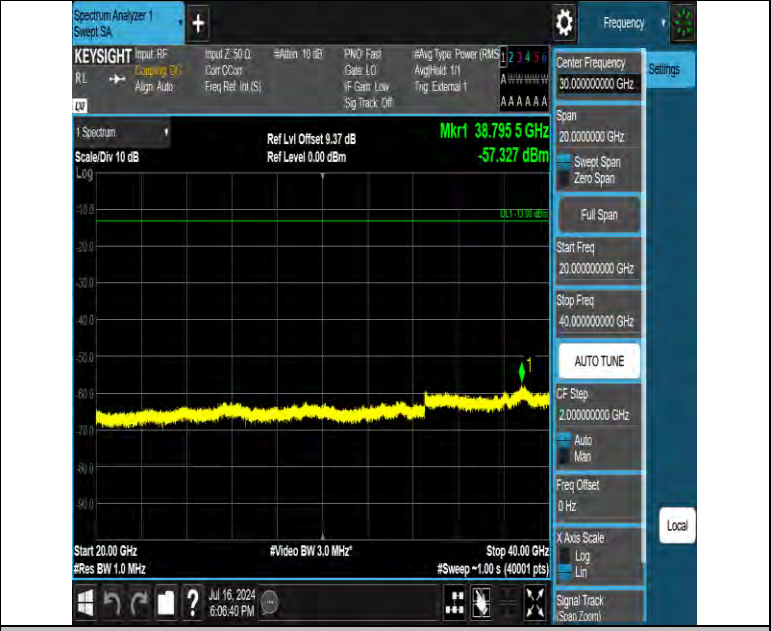 Spectrum Analyzer 1
Swept SA
+
Frequency
KEYSIGHT
RL
Input: RF
Coupling: DC
Align: Auto
Input Z: 50 Ω
Corr CCorr
Freq Ref: Int (S)
#Atten: 10 dB
PNO: Fast
Gate: LO
IF Gain: Low
Sig Track: Off
#Avg Type: Power (RMS
Avg|Hold: 1/1
Trig: External 1
1 2 3 4 5 6
A W W W W W
A A A A A A
LXI
1 Spectrum
Scale/Div 10 dB
Log
Ref Lvl Offset 9.37 dB
Ref Level 0.00 dBm
Mkr1 38.795 5 GHz
-57.327 dBm
DL1 -13.00 dBm
-10.0
-20.0
-30.0
-40.0
-50.0
-60.0
-70.0
-80.0
-90.0
1
Start 20.00 GHz
#Res BW 1.0 MHz
#Video BW 3.0 MHz*
Stop 40.00 GHz
#Sweep ~1.00 s (40001 pts)
Center Frequency
30.000000000 GHz
Settings
Span
20.0000000 GHz
Swept Span
Zero Span
Full Span
Start Freq
20.000000000 GHz
Stop Freq
40.000000000 GHz
AUTO TUNE
CF Step
2.000000000 GHz
Auto
Man
Freq Offset
0 Hz
X Axis Scale
Log
Lin
Local
Signal Track
(Span Zoom)
?
Jul 16, 2024
6:06:40 PM